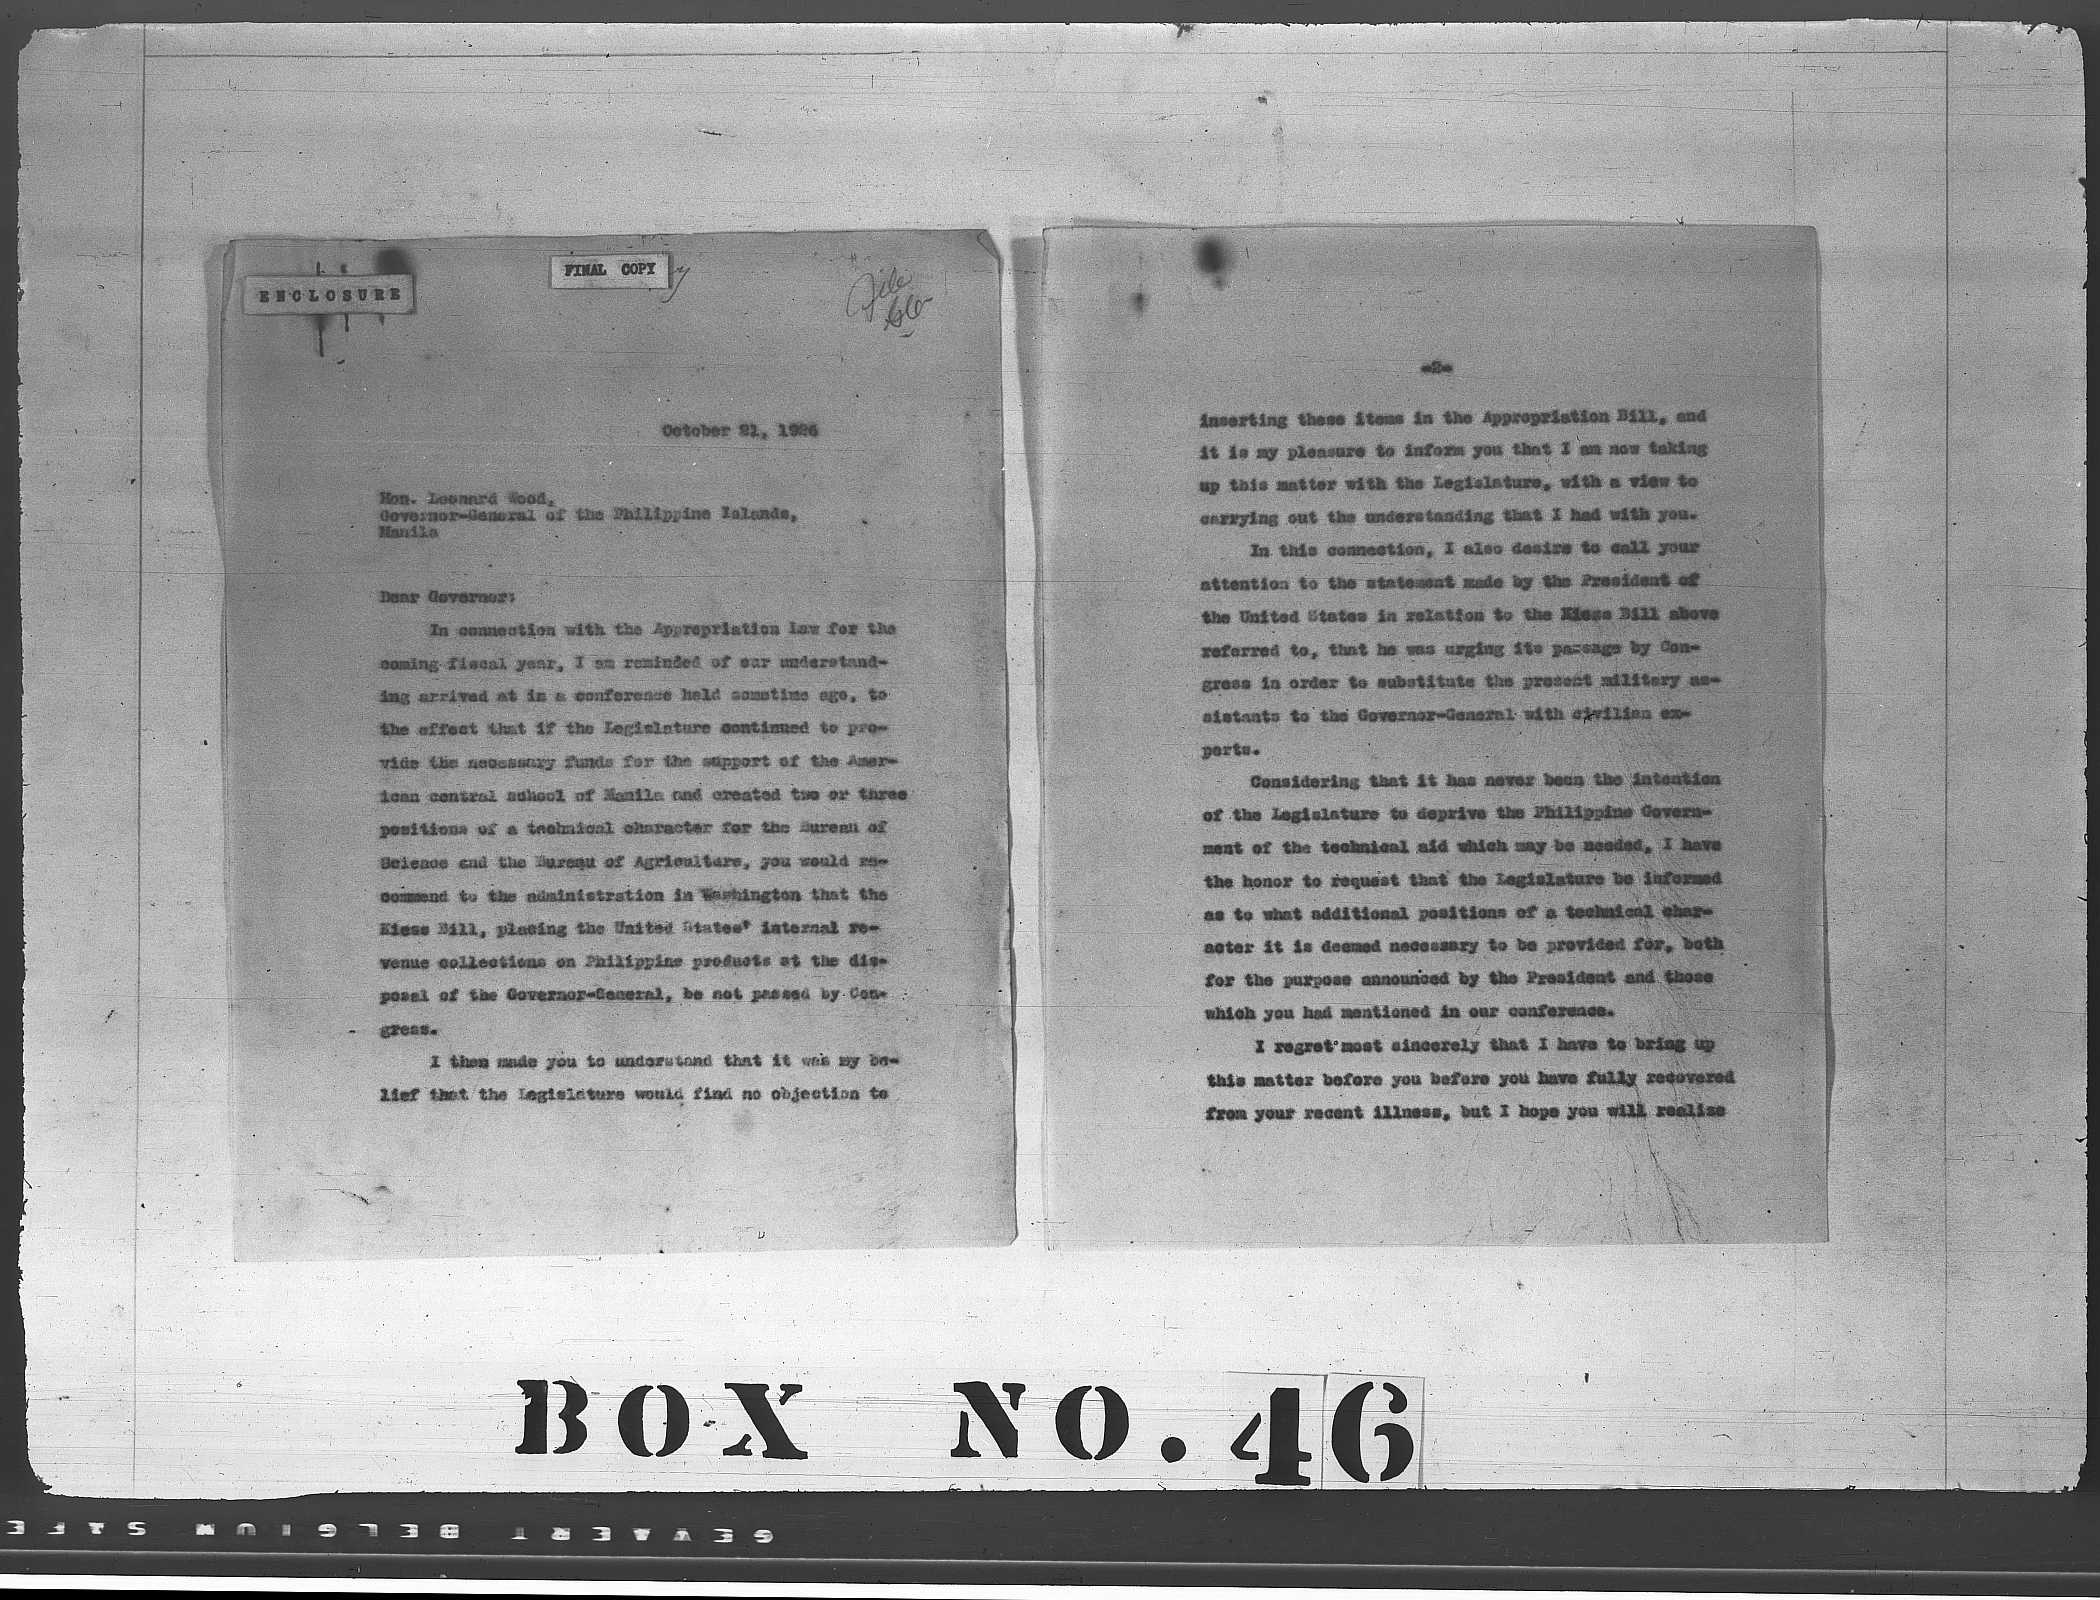 ENCLOSURE
FINAL COPY
File
October 21, 1926
Hon. Leonard Wood,
Governor-General of the Philippine Islands,
Manila
Dear Governor:
In connection with the Appropriation Law for the
coming fiscal year, I am reminded of our understand-
ing arrived at in a conference held sometime ago, to
the effect that if the Legislature continued to pro-
vide the necessary funds for the support of the Amer-
ican central school of Manila and created two or three
positions of a technical character for the Bureau of
Science and the Bureau of Agriculture, you would re-
commend to the administration in Washington that the
Kiess Bill, placing the United States' internal re-
venue collections on Philippine products at the dis-
posal of the Governor-General, be not passed by Con-
gress.
I then made you to understand that it was my be-
lief that the Legislature would find no objection to
-2-
inserting these items in the Appropriation Bill, and
it is my pleasure to inform you that I am now taking
up this matter with the Legislature, with a view to
carrying out the understanding that I had with you.
In this connection, I also desire to call your
attention to the statement made by the President of
the United States in relation to the Kiess Bill above
referred to, that he was urging its passage by Con-
gress in order to substitute the present military as-
sistants to the Governor-General with civilian ex-
perts.
Considering that it has never been the intention
of the Legislature to deprive the Philippine Govern-
ment of the technical aid which may be needed, I have
the honor to request that the Legislature be informed
as to what additional positions of a technical char-
acter it is deemed necessary to be provided for, both
for the purpose announced by the President and those
which you had mentioned in our conference.
I regret most sincerely that I have to bring up
this matter before you before you have fully recovered
from your recent illness, but I hope you will realize
BOX NO. 46
GEVAERT BELGIUM SAFE